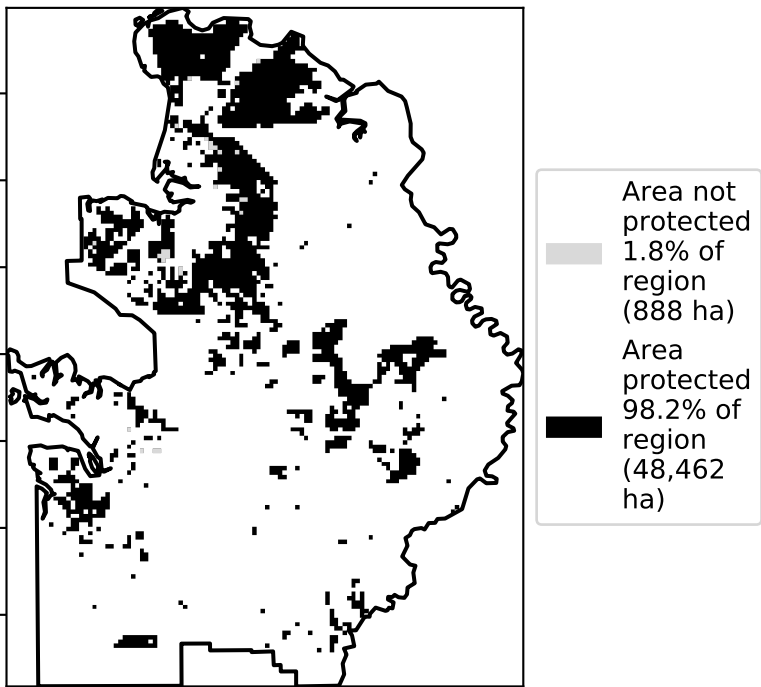 Area not
protected
1.8% of
region
(888 ha)
Area
protected
98.2% of
region
(48,462
ha)